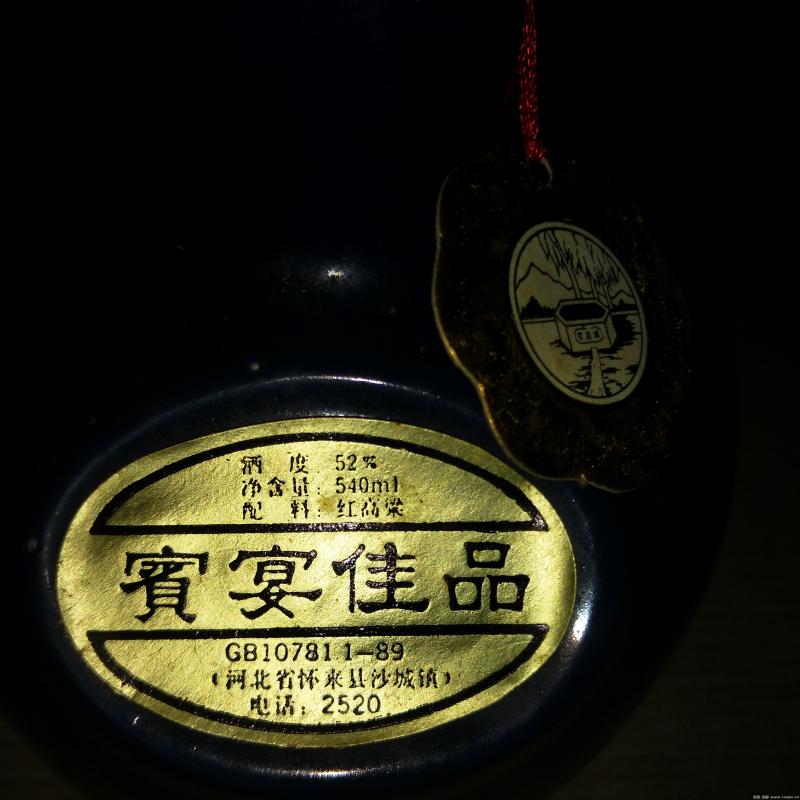 酒 度: 52%
净含量: 540ml
配 料: 红高粱
賓宴佳品
GB10781.1-89
(河北省怀来县沙城镇)
电话: 2520